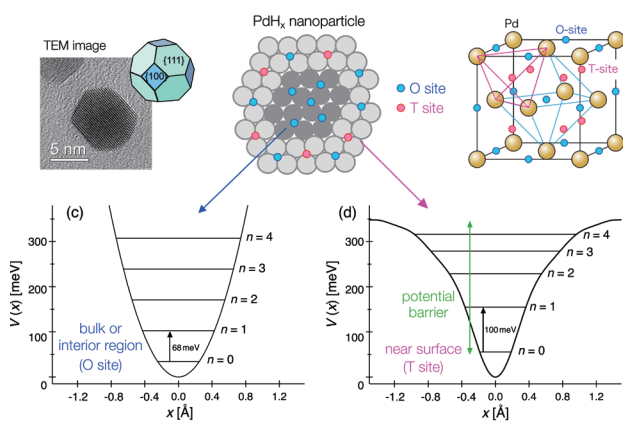 PdHx nanoparticle
TEM image
{111}
{100}
5 nm
O site
T site
Pd
O-site
T-site
(c)
V (x) [meV]
300
200
100
0
n = 4
n = 3
n = 2
n = 1
n = 0
68 meV
bulk or
interior region
(O site)
-1.2 -0.8 -0.4 0.0 0.4 0.8 1.2
x [Å]
(d)
V (x) [meV]
300
200
100
0
n = 4
n = 3
n = 2
n = 1
n = 0
potential
barrier
100 meV
near surface
(T site)
-1.2 -0.8 -0.4 0.0 0.4 0.8 1.2
x [Å]